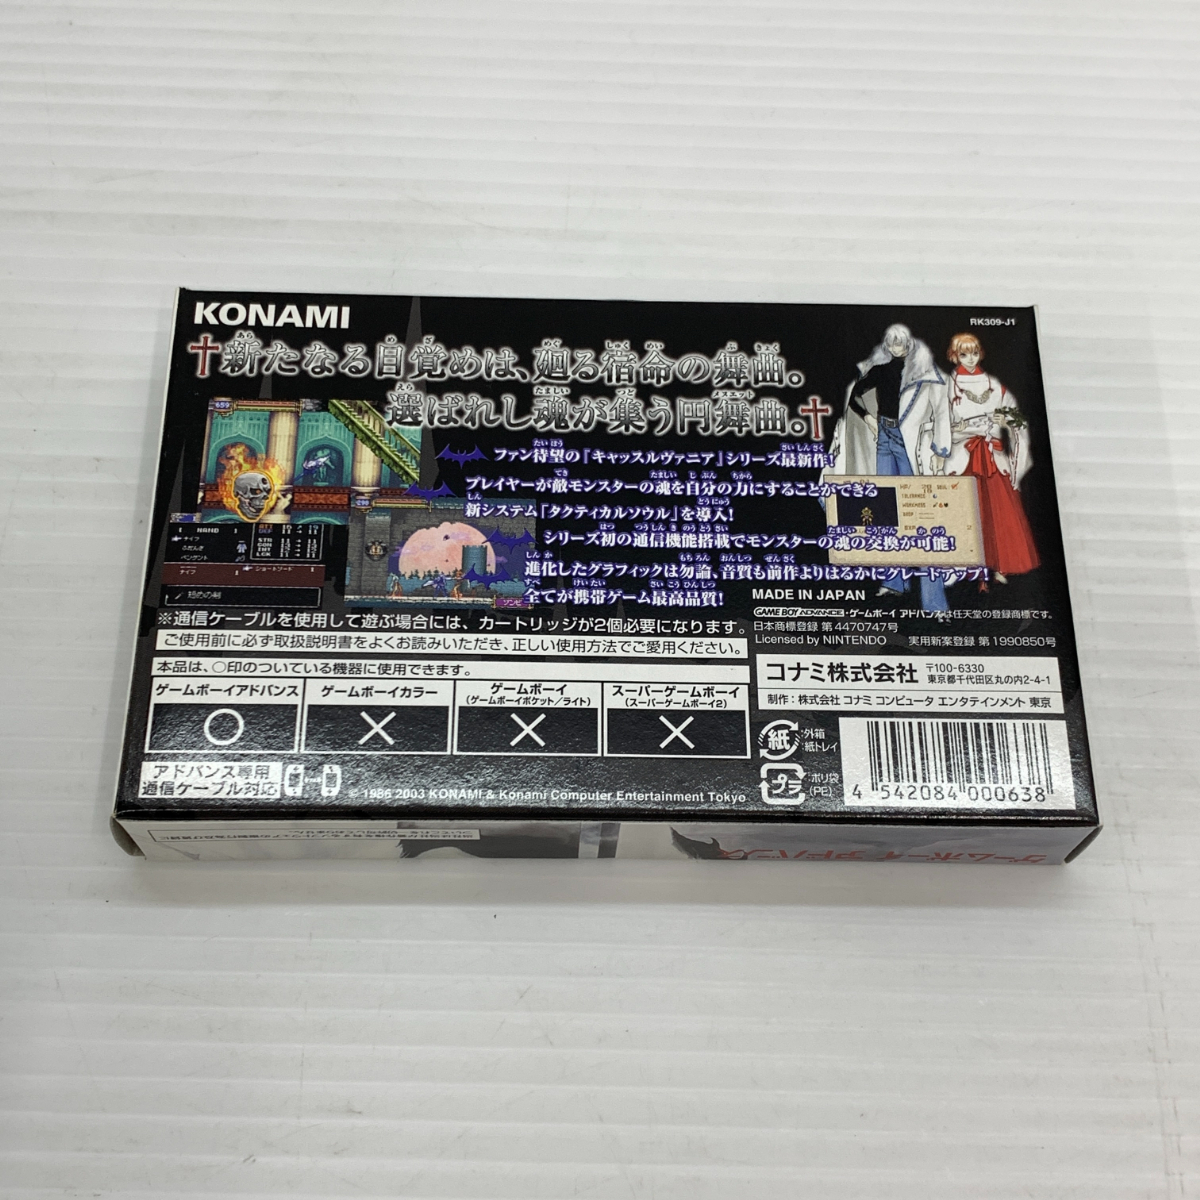 KONAMI
RK309-J1
†新たなる目覚めは、廻る宿命の舞曲。
選ばれし魂が集う円舞曲。†
ファン待望の『キャッスルヴァニア』シリーズ最新作!
プレイヤーが敵モンスターの魂を自分の力にすることができる
新システム『タクティカルソウル』を導入!
シリーズ初の通信機能搭載でモンスターの魂の交換が可能!
進化したグラフィックは勿論、音質も前作よりはるかにグレードアップ!
全てが携帯ゲーム最高品質!
※通信ケーブルを使用して遊ぶ場合には、カートリッジが2個必要になります。
ご使用前に必ず取扱説明書をよくお読みいただき、正しい使用方法でご愛用ください。
本品は、○印のついている機器に使用できます。
ゲームボーイアドバンス
ゲームボーイカラー
ゲームボーイ
(ゲームボーイポケット/ライト)
スーパーゲームボーイ
(スーパーゲームボーイ2)
○ × × ×
アドバンス専用
通信ケーブル対応
© 1986 2003 KONAMI & Konami Computer Entertainment Tokyo
MADE IN JAPAN
GAME BOY ADVANCE・ゲームボーイ アドバンスは任天堂の登録商標です。
日本商標登録 第4470747号
Licensed by NINTENDO 実用新案登録 第1990850号
コナミ株式会社
〒100-6330
東京都千代田区丸の内2-4-1
制作:株式会社 コナミ コンピュータ エンタテインメント 東京
紙
:外箱
:紙トレイ
プラ
:ポリ袋
(PE)
4 542084 000638
ゲームボーイ アドバンス